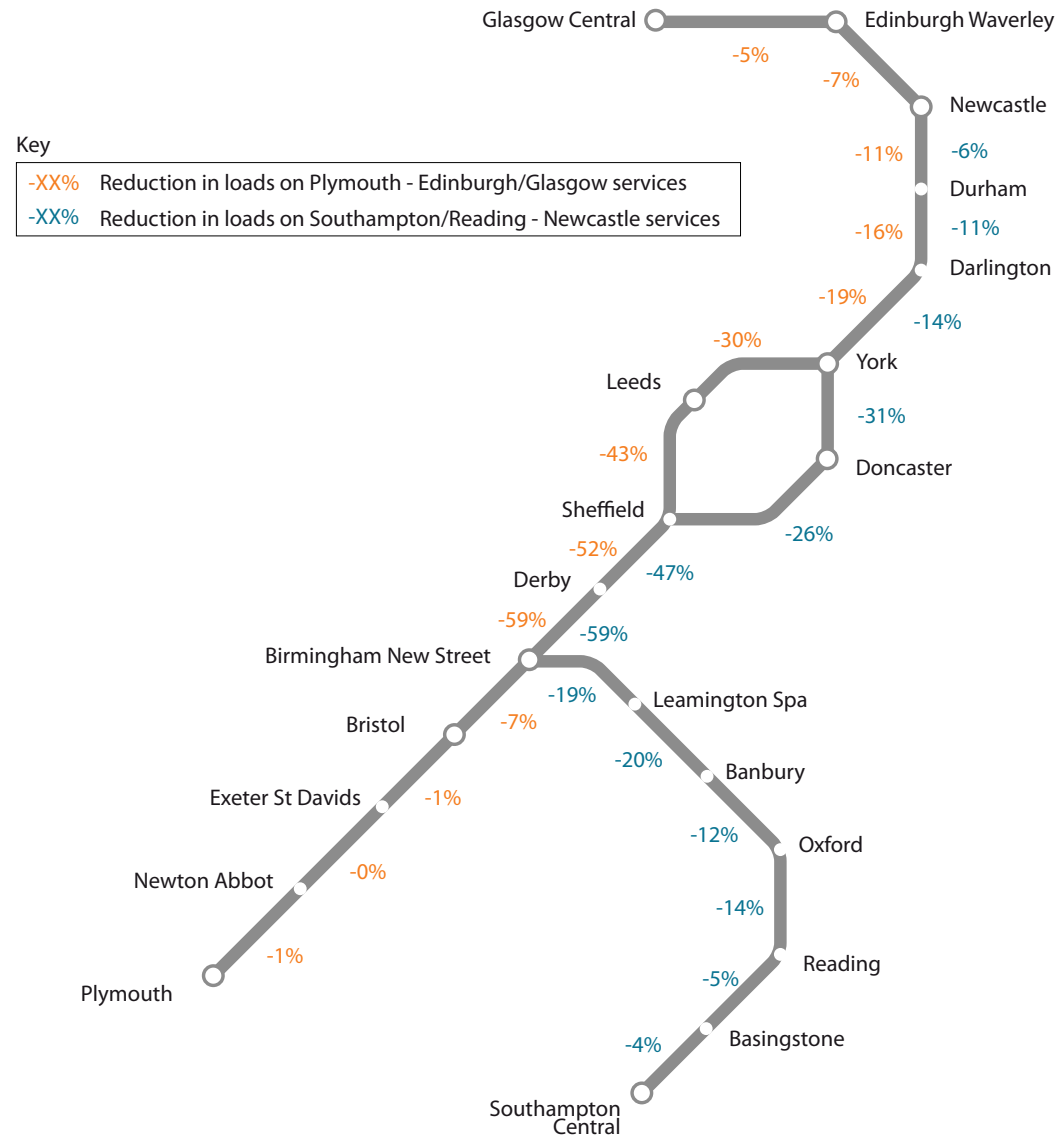 Glasgow Central
Edinburgh Waverley
-5%
-7%
Newcastle
Key
-11%
-6%
-XX% Reduction in loads on Plymouth - Edinburgh/Glasgow services
Durham
-XX% Reduction in loads on Southampton/Reading - Newcastle services
-16%
-11%
Darlington
-19%
-14%
-30%
York
Leeds
-31%
-43%
Doncaster
Sheffield
-26%
-52%
-47%
Derby
-59%
-59%
Birmingham New Street
-19%
Leamington Spa
-7%
Bristol
-20%
Banbury
Exeter St Davids
-1%
-12%
Oxford
-0%
Newton Abbot
-14%
-1%
Reading
-5%
Plymouth
Basingstone
-4%
Southampton
Central